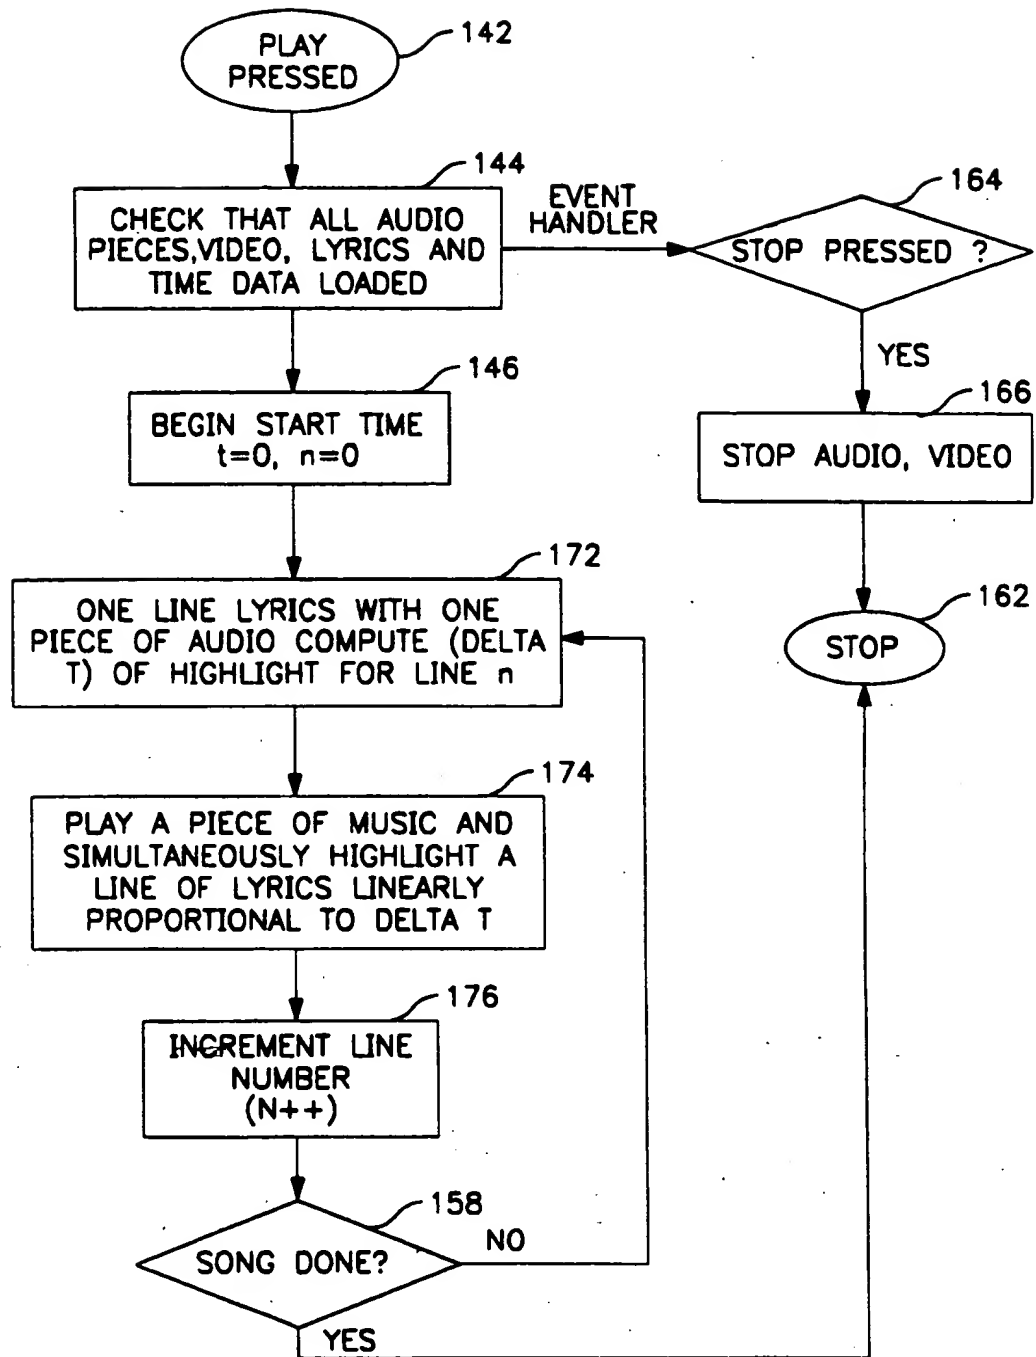 PLAY
PRESSED
142
144
CHECK THAT ALL AUDIO
PIECES,VIDEO, LYRICS AND
TIME DATA LOADED
EVENT
HANDLER
164
STOP PRESSED ?
YES
146
BEGIN START TIME
t=0, n=0
166
STOP AUDIO, VIDEO
172
ONE LINE LYRICS WITH ONE
PIECE OF AUDIO COMPUTE (DELTA
T) OF HIGHLIGHT FOR LINE n
162
STOP
174
PLAY A PIECE OF MUSIC AND
SIMULTANEOUSLY HIGHLIGHT A
LINE OF LYRICS LINEARLY
PROPORTIONAL TO DELTA T
176
INCREMENT LINE
NUMBER
(N++)
158
SONG DONE?
NO
YES